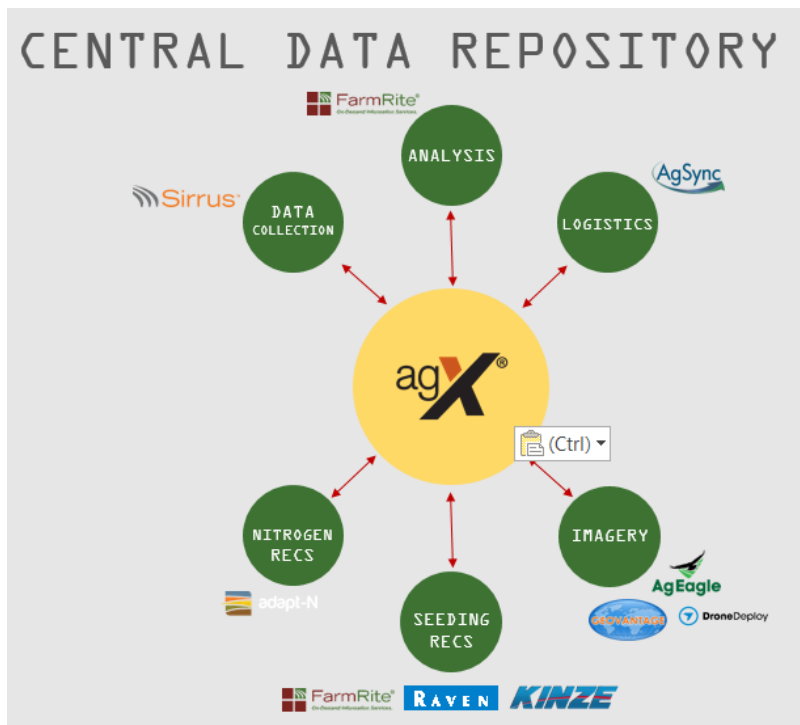 CENTRAL DATA REPOSITORY
FarmRite®
On-Demand Information Services.
ANALYSIS
AgSync
Sirrus™
DATA
COLLECTION
LOGISTICS
agX®
(Ctrl)
NITROGEN
RECS
IMAGERY
adapt-N
AgEagle
GEOVANTAGE
DroneDeploy
SEEDING
RECS
FarmRite®
On-Demand Information Services.
RAVEN
KINZE